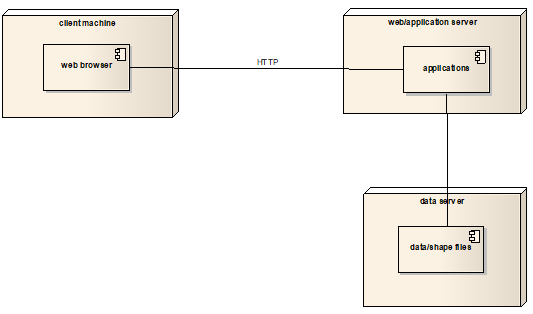 client machine
web browser
HTTP
web/application server
applications
data server
data/shape files